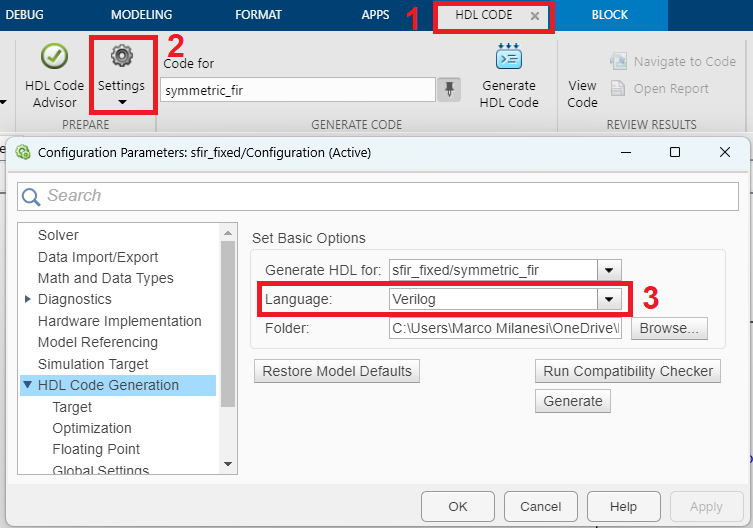 DEBUG MODELING FORMAT APPS 1 HDL CODE × BLOCK
2
HDL Code
Advisor
Settings
Code for
symmetric_fir
Generate
HDL Code
View
Code
Navigate to Code
Open Report
PREPARE GENERATE CODE REVIEW RESULTS
Configuration Parameters: sfir_fixed/Configuration (Active)
Search
Solver
Data Import/Export
Math and Data Types
Diagnostics
Hardware Implementation
Model Referencing
Simulation Target
HDL Code Generation
Target
Optimization
Floating Point
Global Settings
Set Basic Options
Generate HDL for: sfir_fixed/symmetric_fir
Language: Verilog 3
Folder: C:\Users\Marco Milanesi\OneDrive\ Browse...
Restore Model Defaults Run Compatibility Checker
Generate
OK Cancel Help Apply